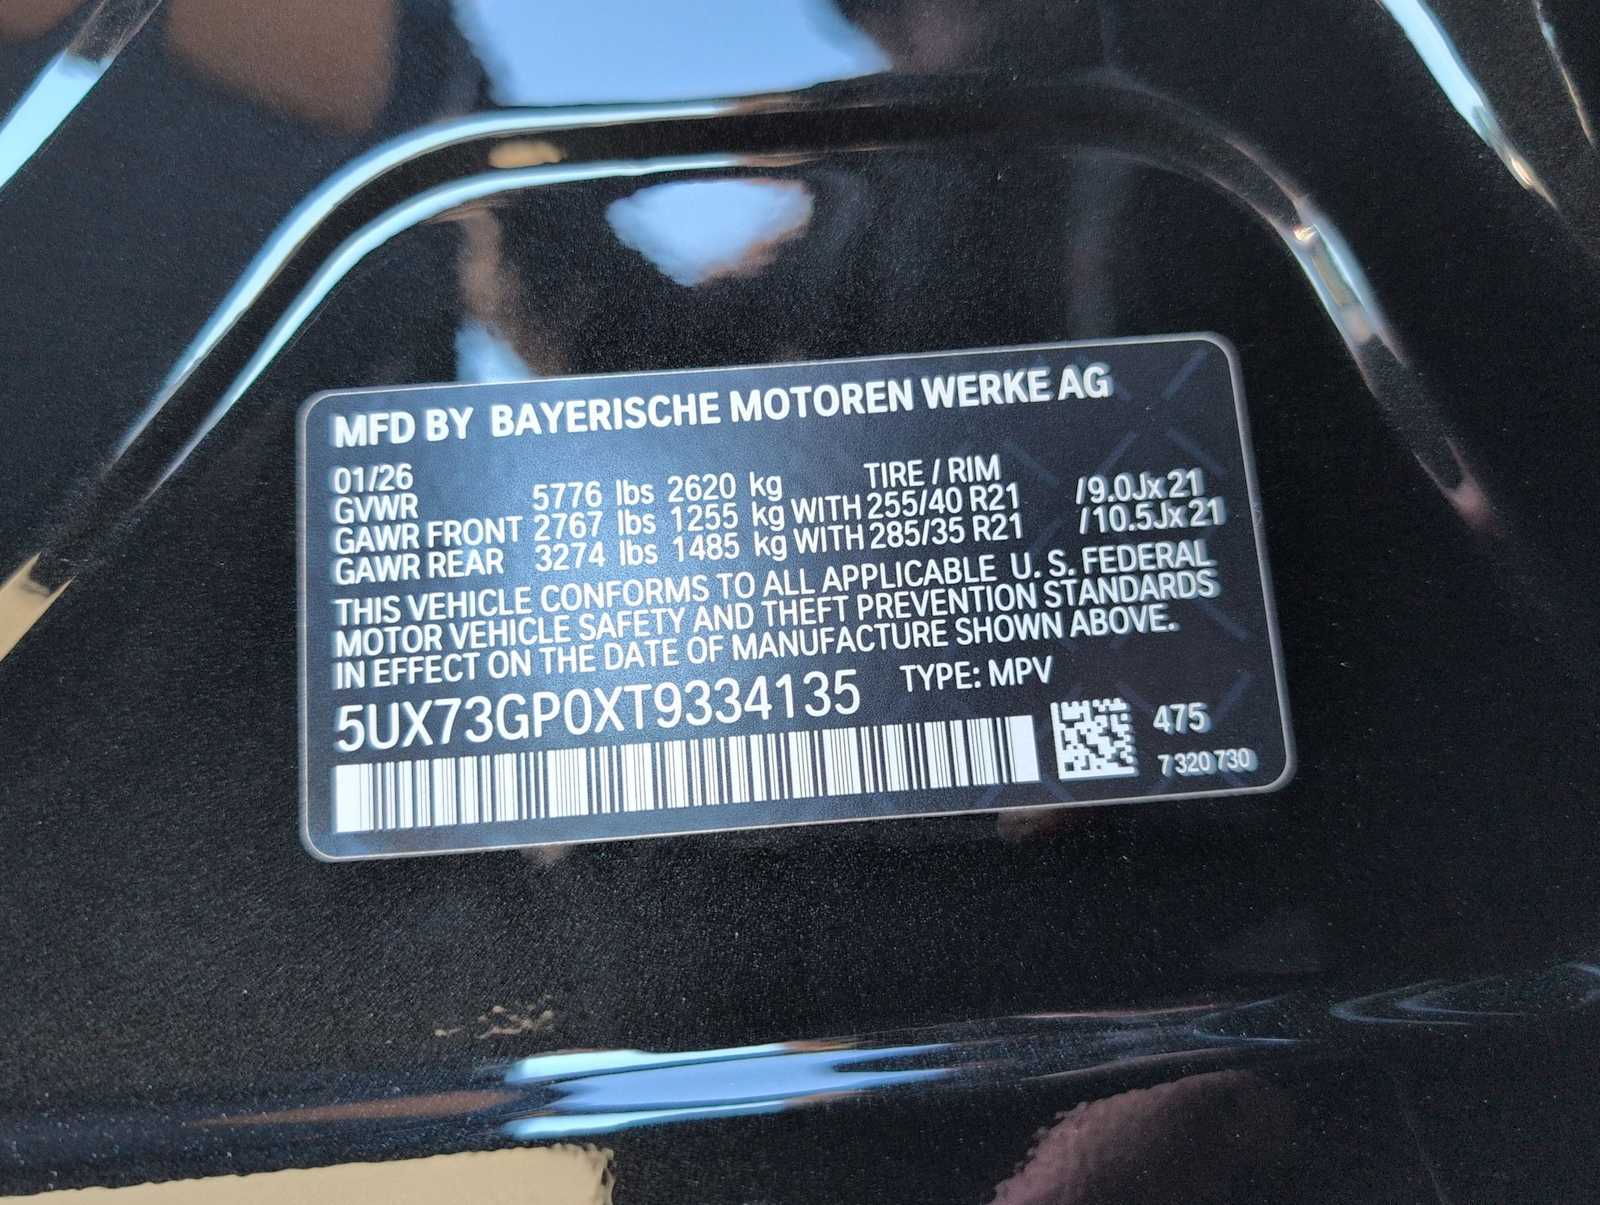 MFD BY BAYERISCHE MOTOREN WERKE AG
01/26 TIRE / RIM
GVWR 5776 lbs 2620 kg
GAWR FRONT 2767 lbs 1255 kg WITH 255/40 R21 /9.0Jx21
GAWR REAR 3274 lbs 1485 kg WITH 285/35 R21 /10.5Jx21
THIS VEHICLE CONFORMS TO ALL APPLICABLE U. S. FEDERAL
MOTOR VEHICLE SAFETY AND THEFT PREVENTION STANDARDS
IN EFFECT ON THE DATE OF MANUFACTURE SHOWN ABOVE.
5UX73GP0XT9334135 TYPE: MPV
475
7 320 730